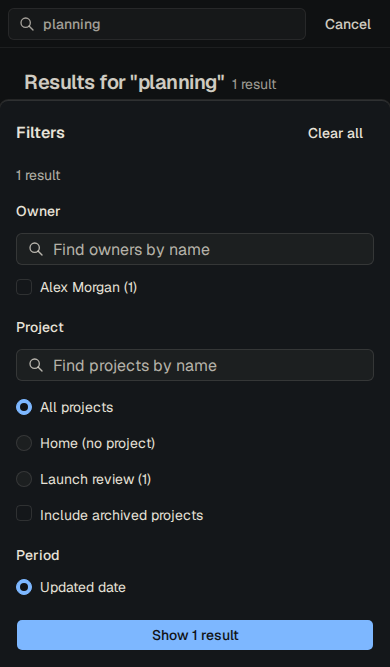 planning
Cancel
Results for "planning" 1 result
Filters
Clear all
1 result
Owner
Find owners by name
Alex Morgan (1)
Project
Find projects by name
All projects
Home (no project)
Launch review (1)
Include archived projects
Period
Updated date
Show 1 result